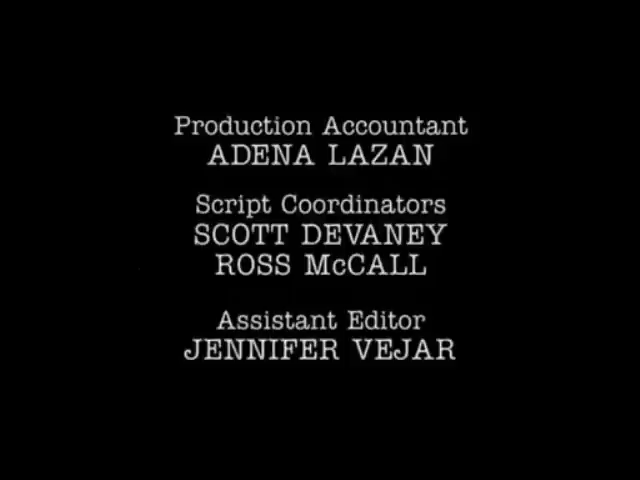 Production Accountant
ADENA LAZAN
Script Coordinators
SCOTT DEVANEY
ROSS McCALL
Assistant Editor
JENNIFER VEJAR